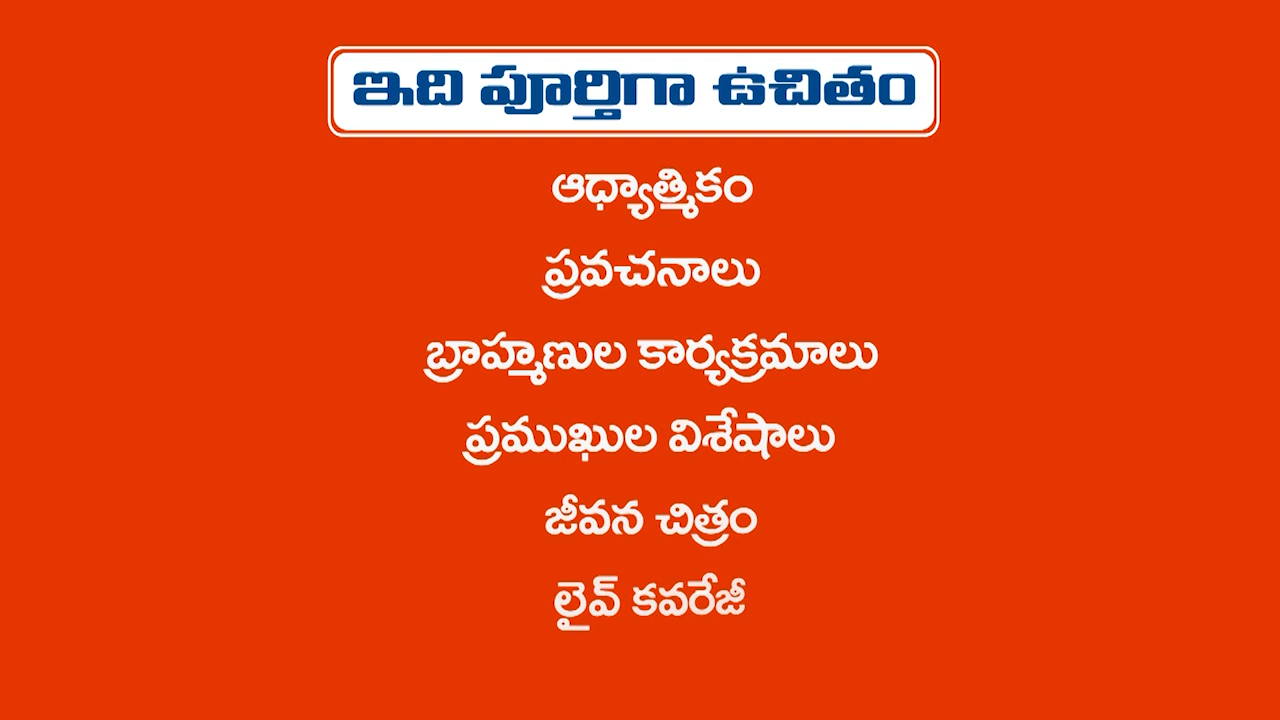 ఇది పూర్తిగా ఉచితం
ఆధ్యాత్మికం
ప్రవచనాలు
బ్రాహ్మణుల కార్యక్రమాలు
ప్రముఖుల విశేషాలు
జీవన చిత్రం
లైవ్ కవరేజీ